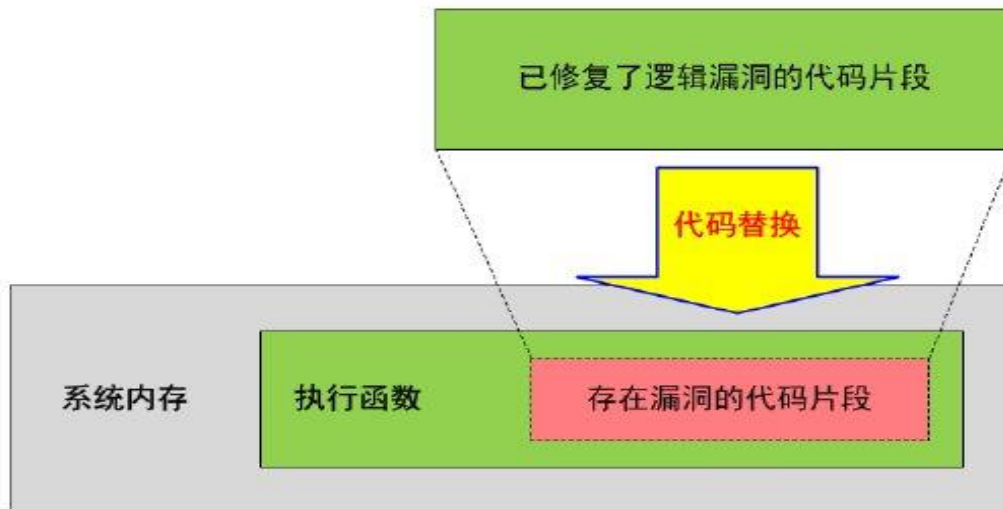 已修复了逻辑漏洞的代码片段
代码替换
系统内存
执行函数
存在漏洞的代码片段